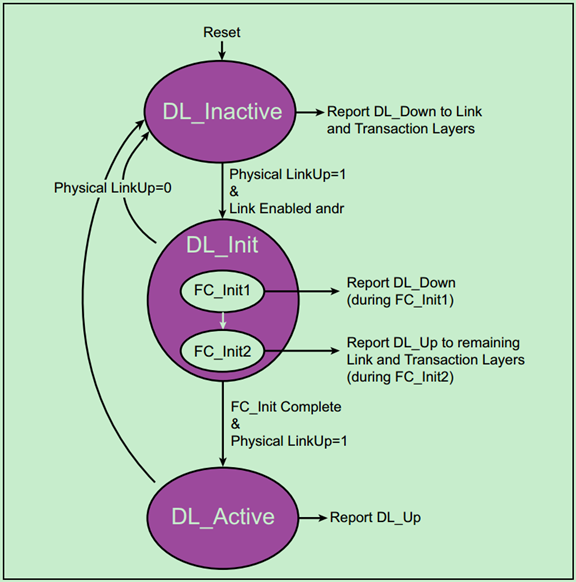 Reset
DL_Inactive
Report DL_Down to Link
and Transaction Layers
Physical LinkUp=1
&
Link Enabled andr
Physical LinkUp=0
DL_Init
FC_Init1
Report DL_Down
(during FC_Init1)
FC_Init2
Report DL_Up to remaining
Link and Transaction Layers
(during FC_Init2)
FC_Init Complete
&
Physical LinkUp=1
DL_Active
Report DL_Up